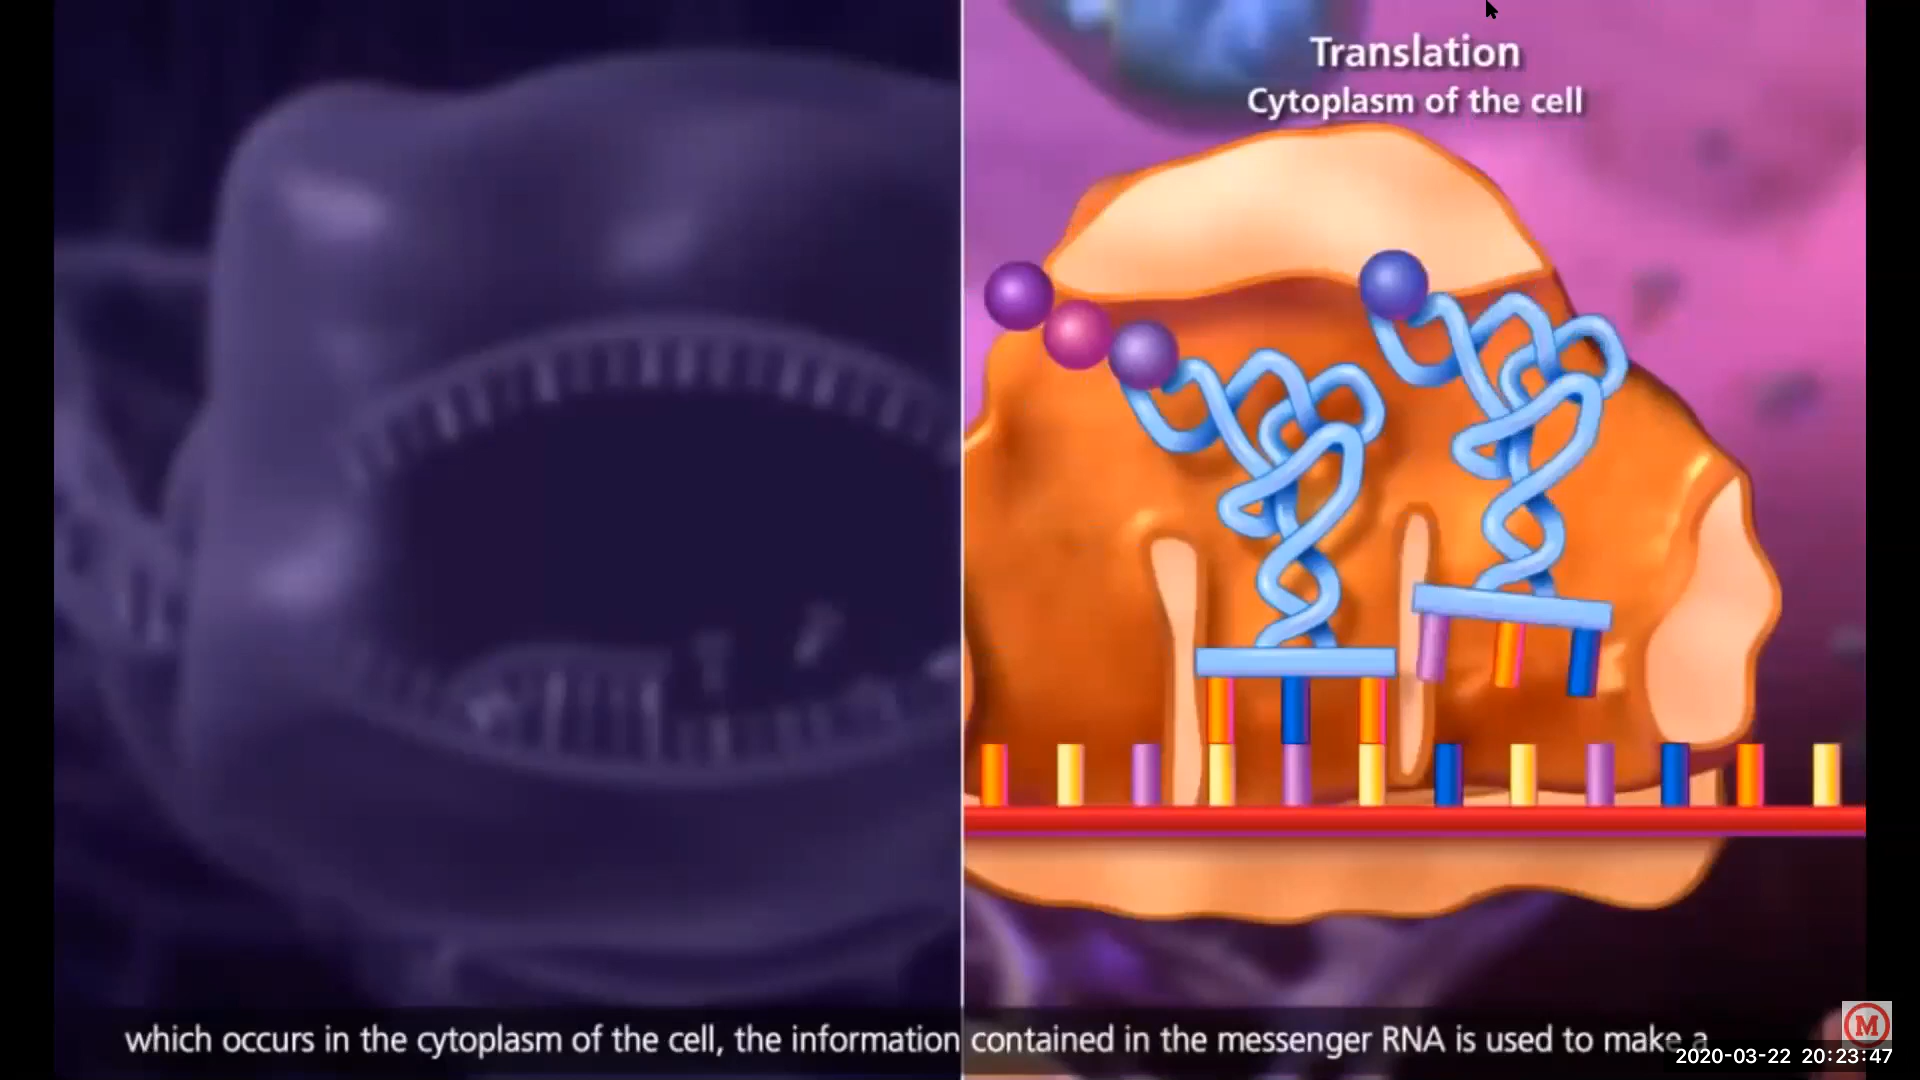 Translation
Cytoplasm of the cell
which occurs in the cytoplasm of the cell, the information contained in the messenger RNA is used to make a
M
2020-03-22 20:23:47